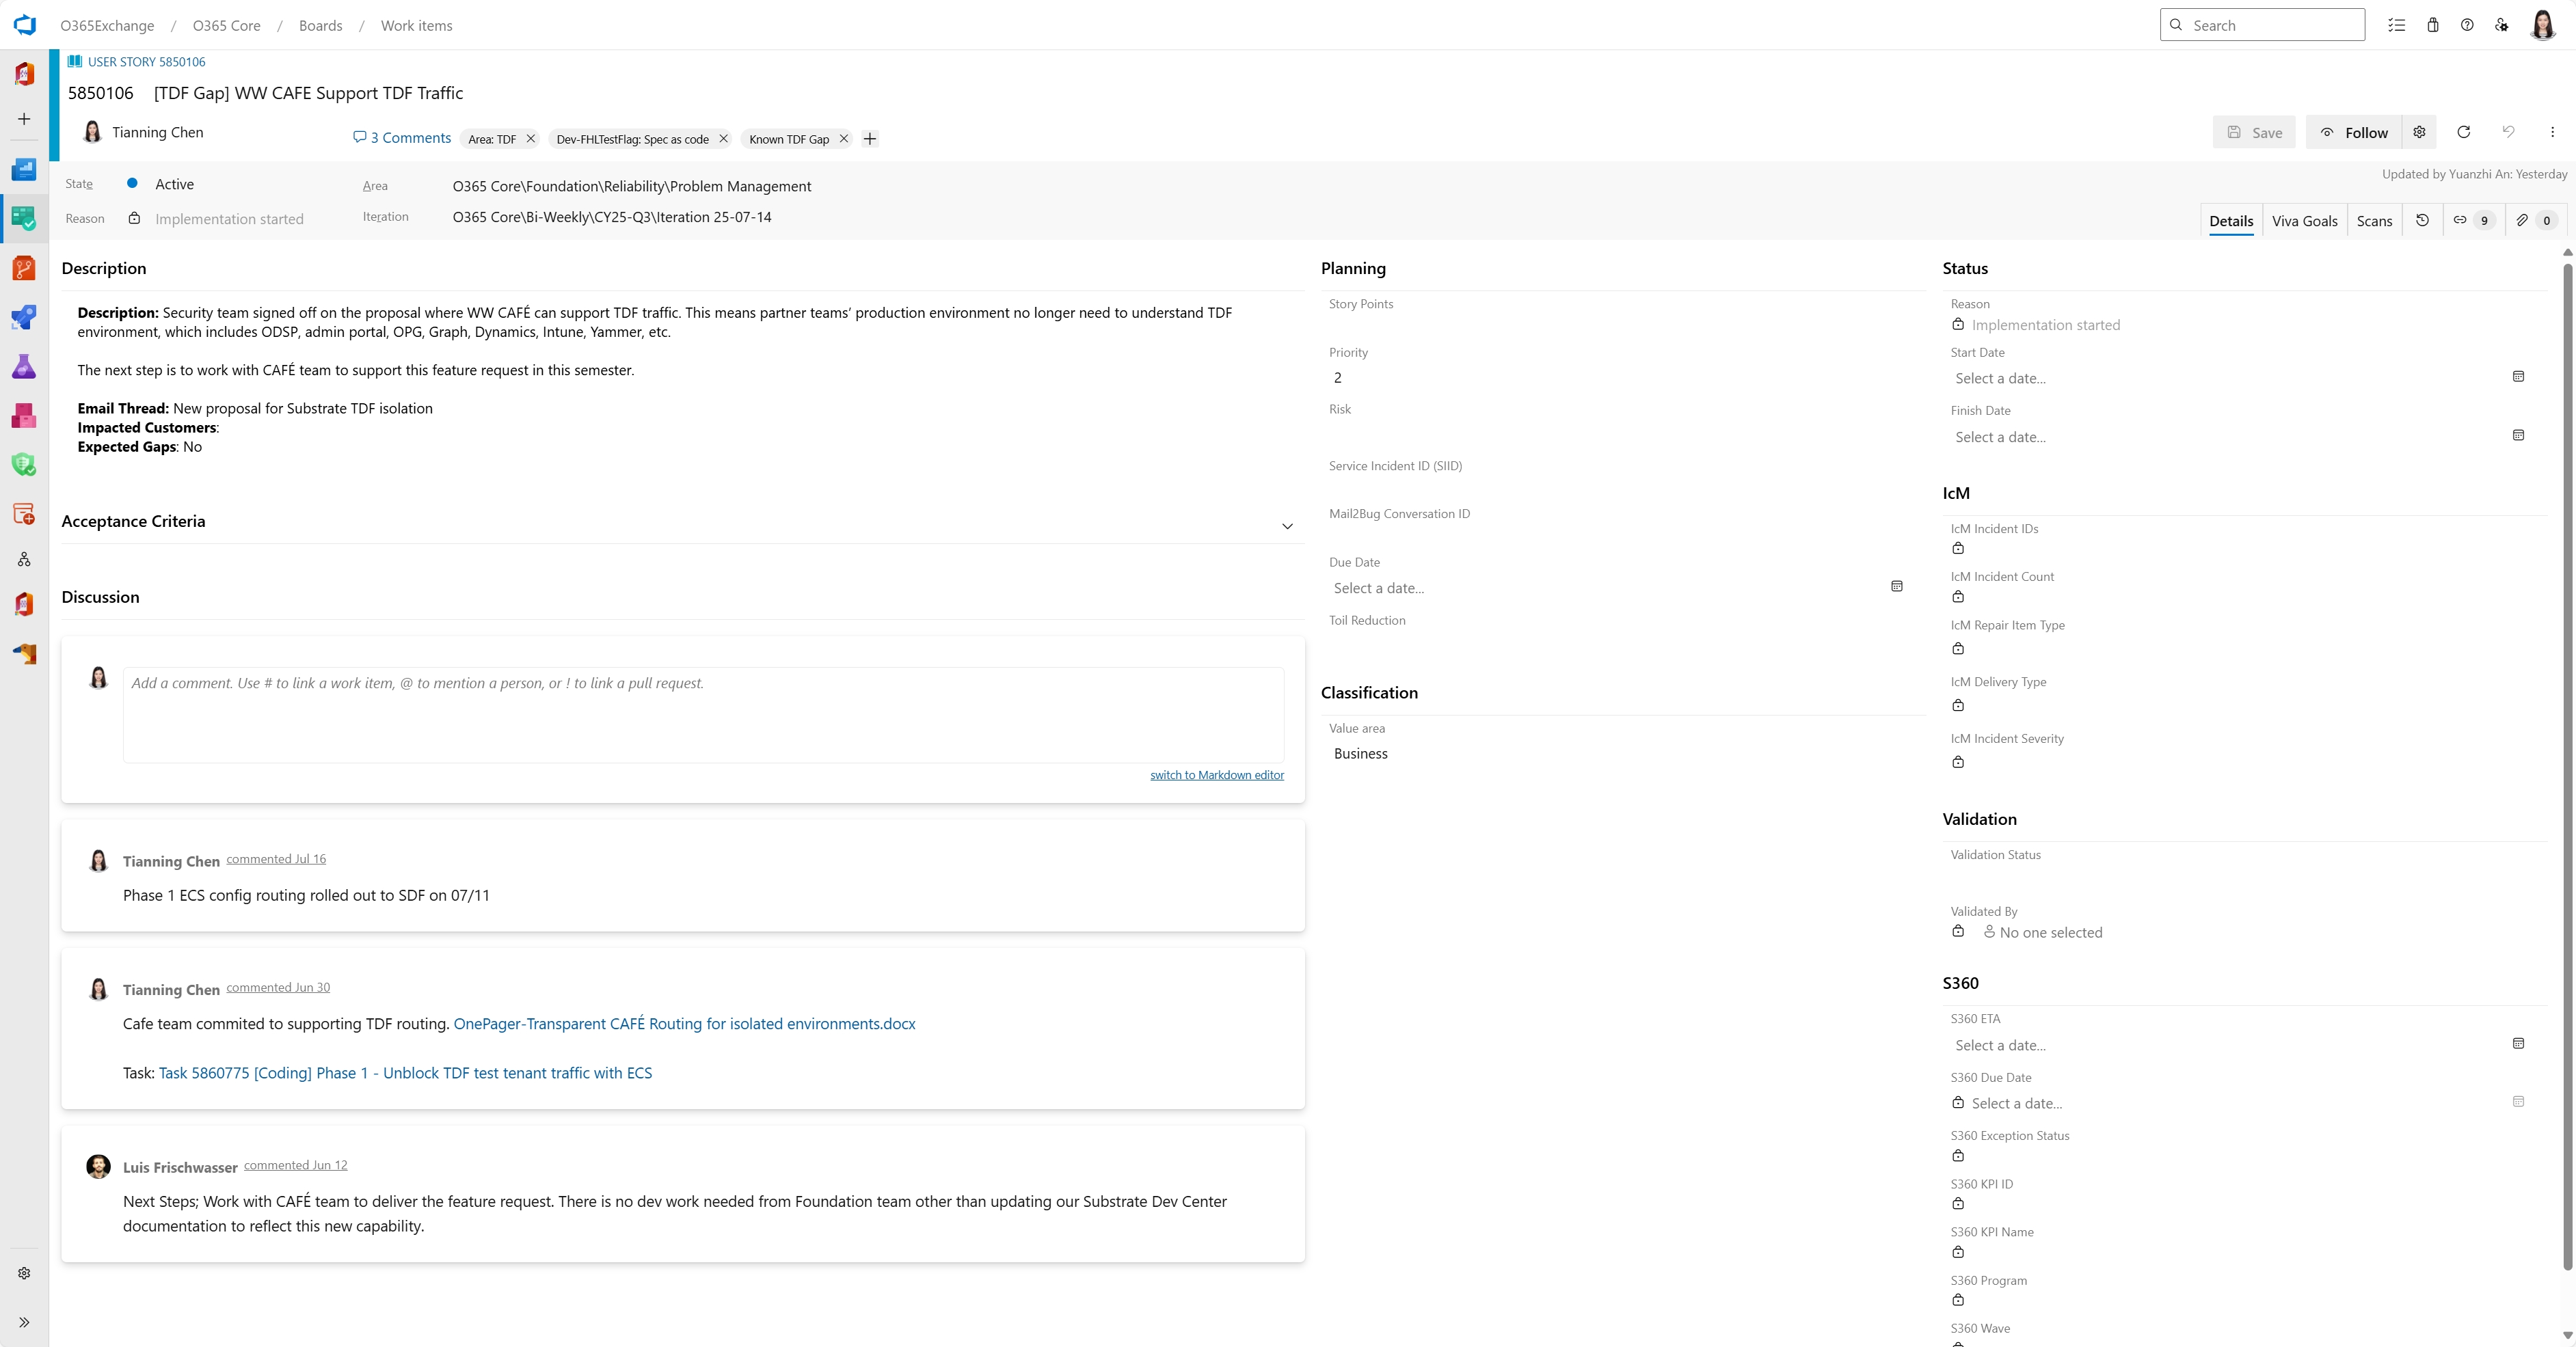 O365Exchange / O365 Core / Boards / Work items
Search
USER STORY 5850106
5850106 [TDF Gap] WW CAFE Support TDF Traffic
Tianning Chen
3 Comments
Area: TDF
Dev-FHLTestFlag: Spec as code
Known TDF Gap
Save
Follow
State
Active
Area
O365 Core\Foundation\Reliability\Problem Management
Updated by Yuanzhi An: Yesterday
Reason
Implementation started
Iteration
O365 Core\Bi-Weekly\CY25-Q3\Iteration 25-07-14
Details
Viva Goals
Scans
9
0
Description
Description: Security team signed off on the proposal where WW CAFÉ can support TDF traffic. This means partner teams’ production environment no longer need to understand TDF
environment, which includes ODSP, admin portal, OPG, Graph, Dynamics, Intune, Yammer, etc.
The next step is to work with CAFÉ team to support this feature request in this semester.
Email Thread: New proposal for Substrate TDF isolation
Impacted Customers:
Expected Gaps: No
Acceptance Criteria
Discussion
Add a comment. Use # to link a work item, @ to mention a person, or ! to link a pull request.
switch to Markdown editor
Tianning Chen commented Jul 16
Phase 1 ECS config routing rolled out to SDF on 07/11
Tianning Chen commented Jun 30
Cafe team commited to supporting TDF routing. OnePager-Transparent CAFÉ Routing for isolated environments.docx
Task: Task 5860775 [Coding] Phase 1 - Unblock TDF test tenant traffic with ECS
Luis Frischwasser commented Jun 12
Next Steps; Work with CAFÉ team to deliver the feature request. There is no dev work needed from Foundation team other than updating our Substrate Dev Center
documentation to reflect this new capability.
Planning
Story Points
Priority
2
Risk
Service Incident ID (SIID)
Mail2Bug Conversation ID
Due Date
Select a date...
Toil Reduction
Classification
Value area
Business
Status
Reason
Implementation started
Start Date
Select a date...
Finish Date
Select a date...
IcM
IcM Incident IDs
IcM Incident Count
IcM Repair Item Type
IcM Delivery Type
IcM Incident Severity
Validation
Validation Status
Validated By
No one selected
S360
S360 ETA
Select a date...
S360 Due Date
Select a date...
S360 Exception Status
S360 KPI ID
S360 KPI Name
S360 Program
S360 Wave